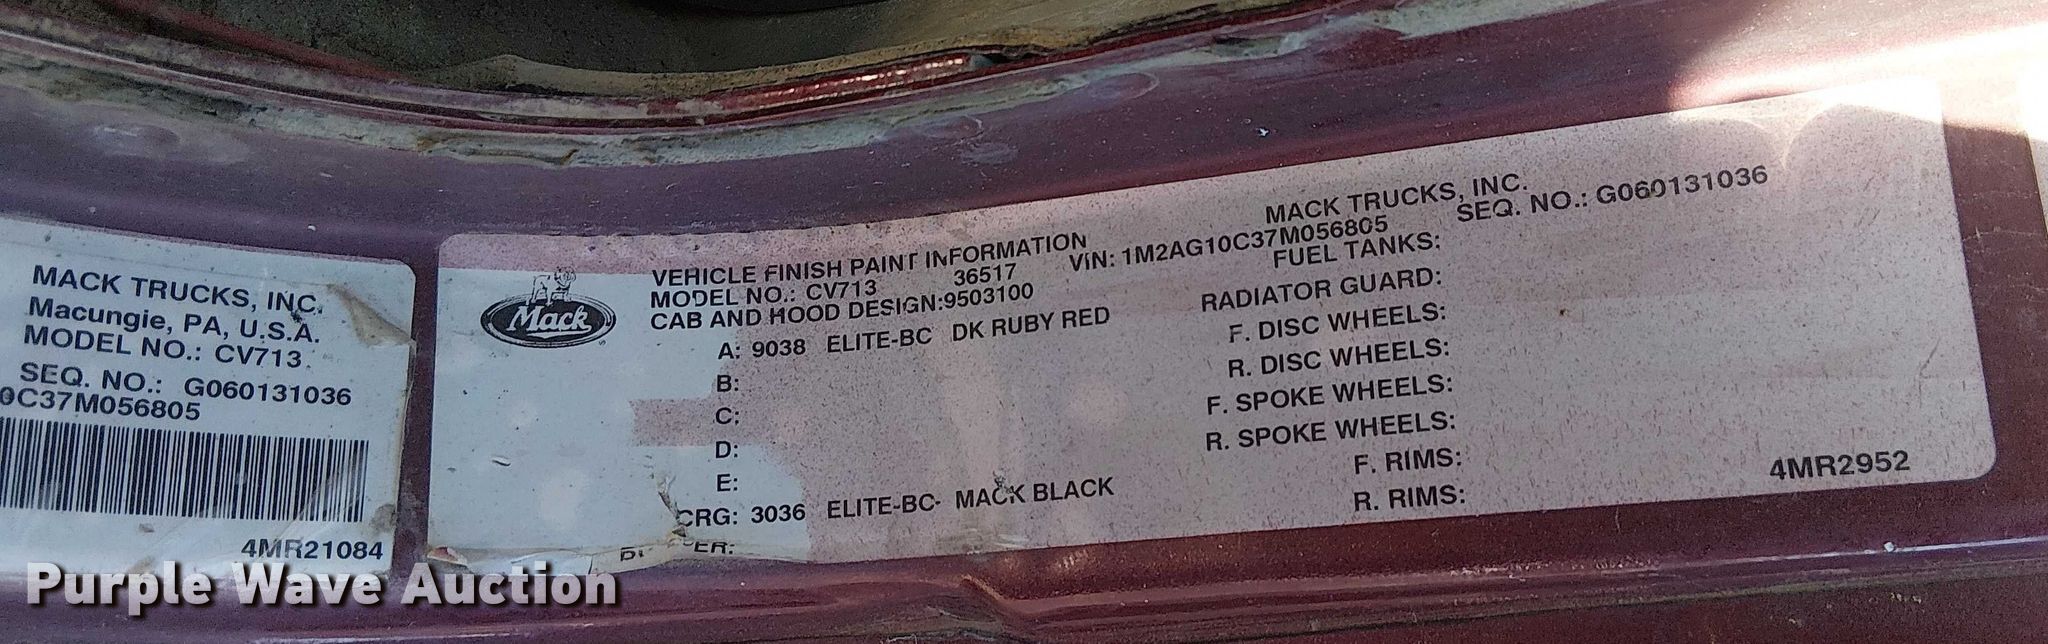 MACK TRUCKS, INC.
Macungie, PA, U.S.A.
MODEL NO.: CV713
SEQ. NO.: G060131036
0C37M056805
4MR21084
Mack
VEHICLE FINISH PAINT INFORMATION
MACK TRUCKS, INC.
MODEL NO.: CV713 36517 VIN: 1M2AG10C37M056805 SEQ. NO.: G060131036
CAB AND HOOD DESIGN:9503100
A: 9038 ELITE-BC DK RUBY RED
B:
C:
D:
E:
CRG: 3036 ELITE-BC- MACK BLACK
FUEL TANKS:
RADIATOR GUARD:
F. DISC WHEELS:
R. DISC WHEELS:
F. SPOKE WHEELS:
R. SPOKE WHEELS:
F. RIMS:
R. RIMS:
4MR2952
Purple Wave Auction